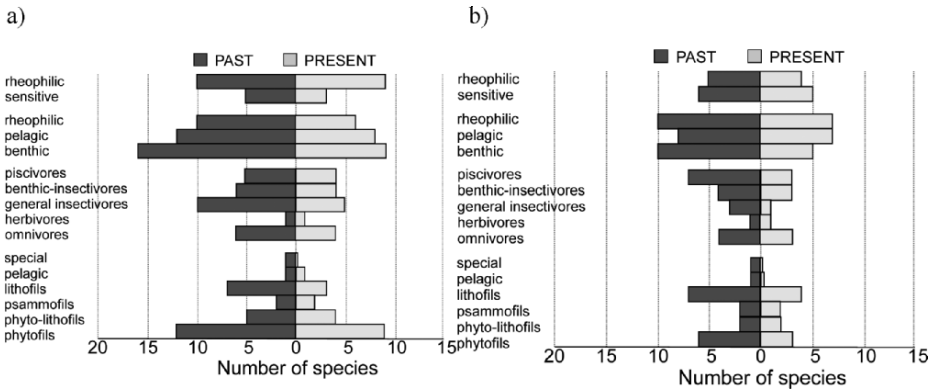 a)
PAST PRESENT
rheophilic
sensitive
rheophilic
pelagic
benthic
piscivores
benthic-insectivores
general insectivores
herbivores
omnivores
special
pelagic
lithofils
psammofils
phyto-lithofils
phytofils
20 15 10 5 0 5 10 15
Number of species
b)
PAST PRESENT
rheophilic
sensitive
rheophilic
pelagic
benthic
piscivores
benthic-insectivores
general insectivores
herbivores
omnivores
special
pelagic
lithofils
psammofils
phyto-lithofils
phytofils
20 15 10 5 0 5 10 15
Number of species